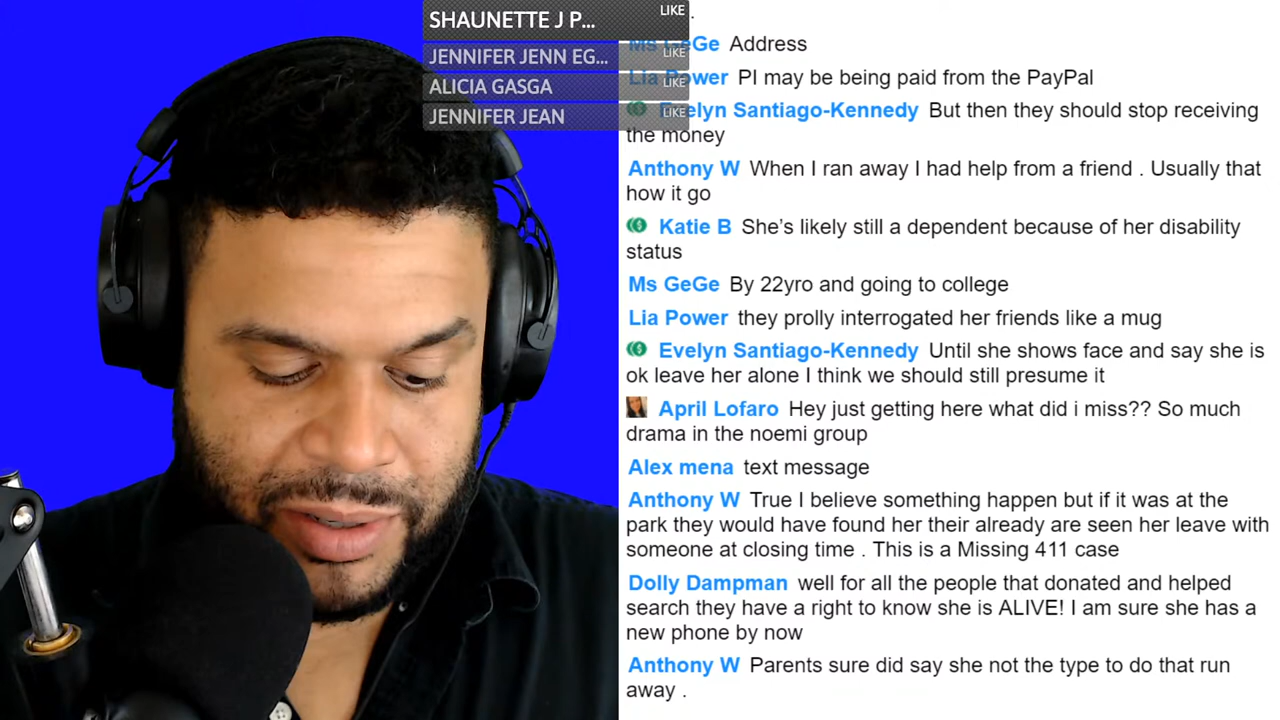 SHAUNETTE J P... LIKE
JENNIFER JENN EG... LIKE
ALICIA GASGA LIKE
JENNIFER JEAN LIKE
.
Ms GeGe Address
Lia Power PI may be being paid from the PayPal
Evelyn Santiago-Kennedy But then they should stop receiving
the money
Anthony W When I ran away I had help from a friend . Usually that
how it go
Katie B She’s likely still a dependent because of her disability
status
Ms GeGe By 22yro and going to college
Lia Power they prolly interrogated her friends like a mug
Evelyn Santiago-Kennedy Until she shows face and say she is
ok leave her alone I think we should still presume it
April Lofaro Hey just getting here what did i miss?? So much
drama in the noemi group
Alex mena text message
Anthony W True I believe something happen but if it was at the
park they would have found her their already are seen her leave with
someone at closing time . This is a Missing 411 case
Dolly Dampman well for all the people that donated and helped
search they have a right to know she is ALIVE! I am sure she has a
new phone by now
Anthony W Parents sure did say she not the type to do that run
away .